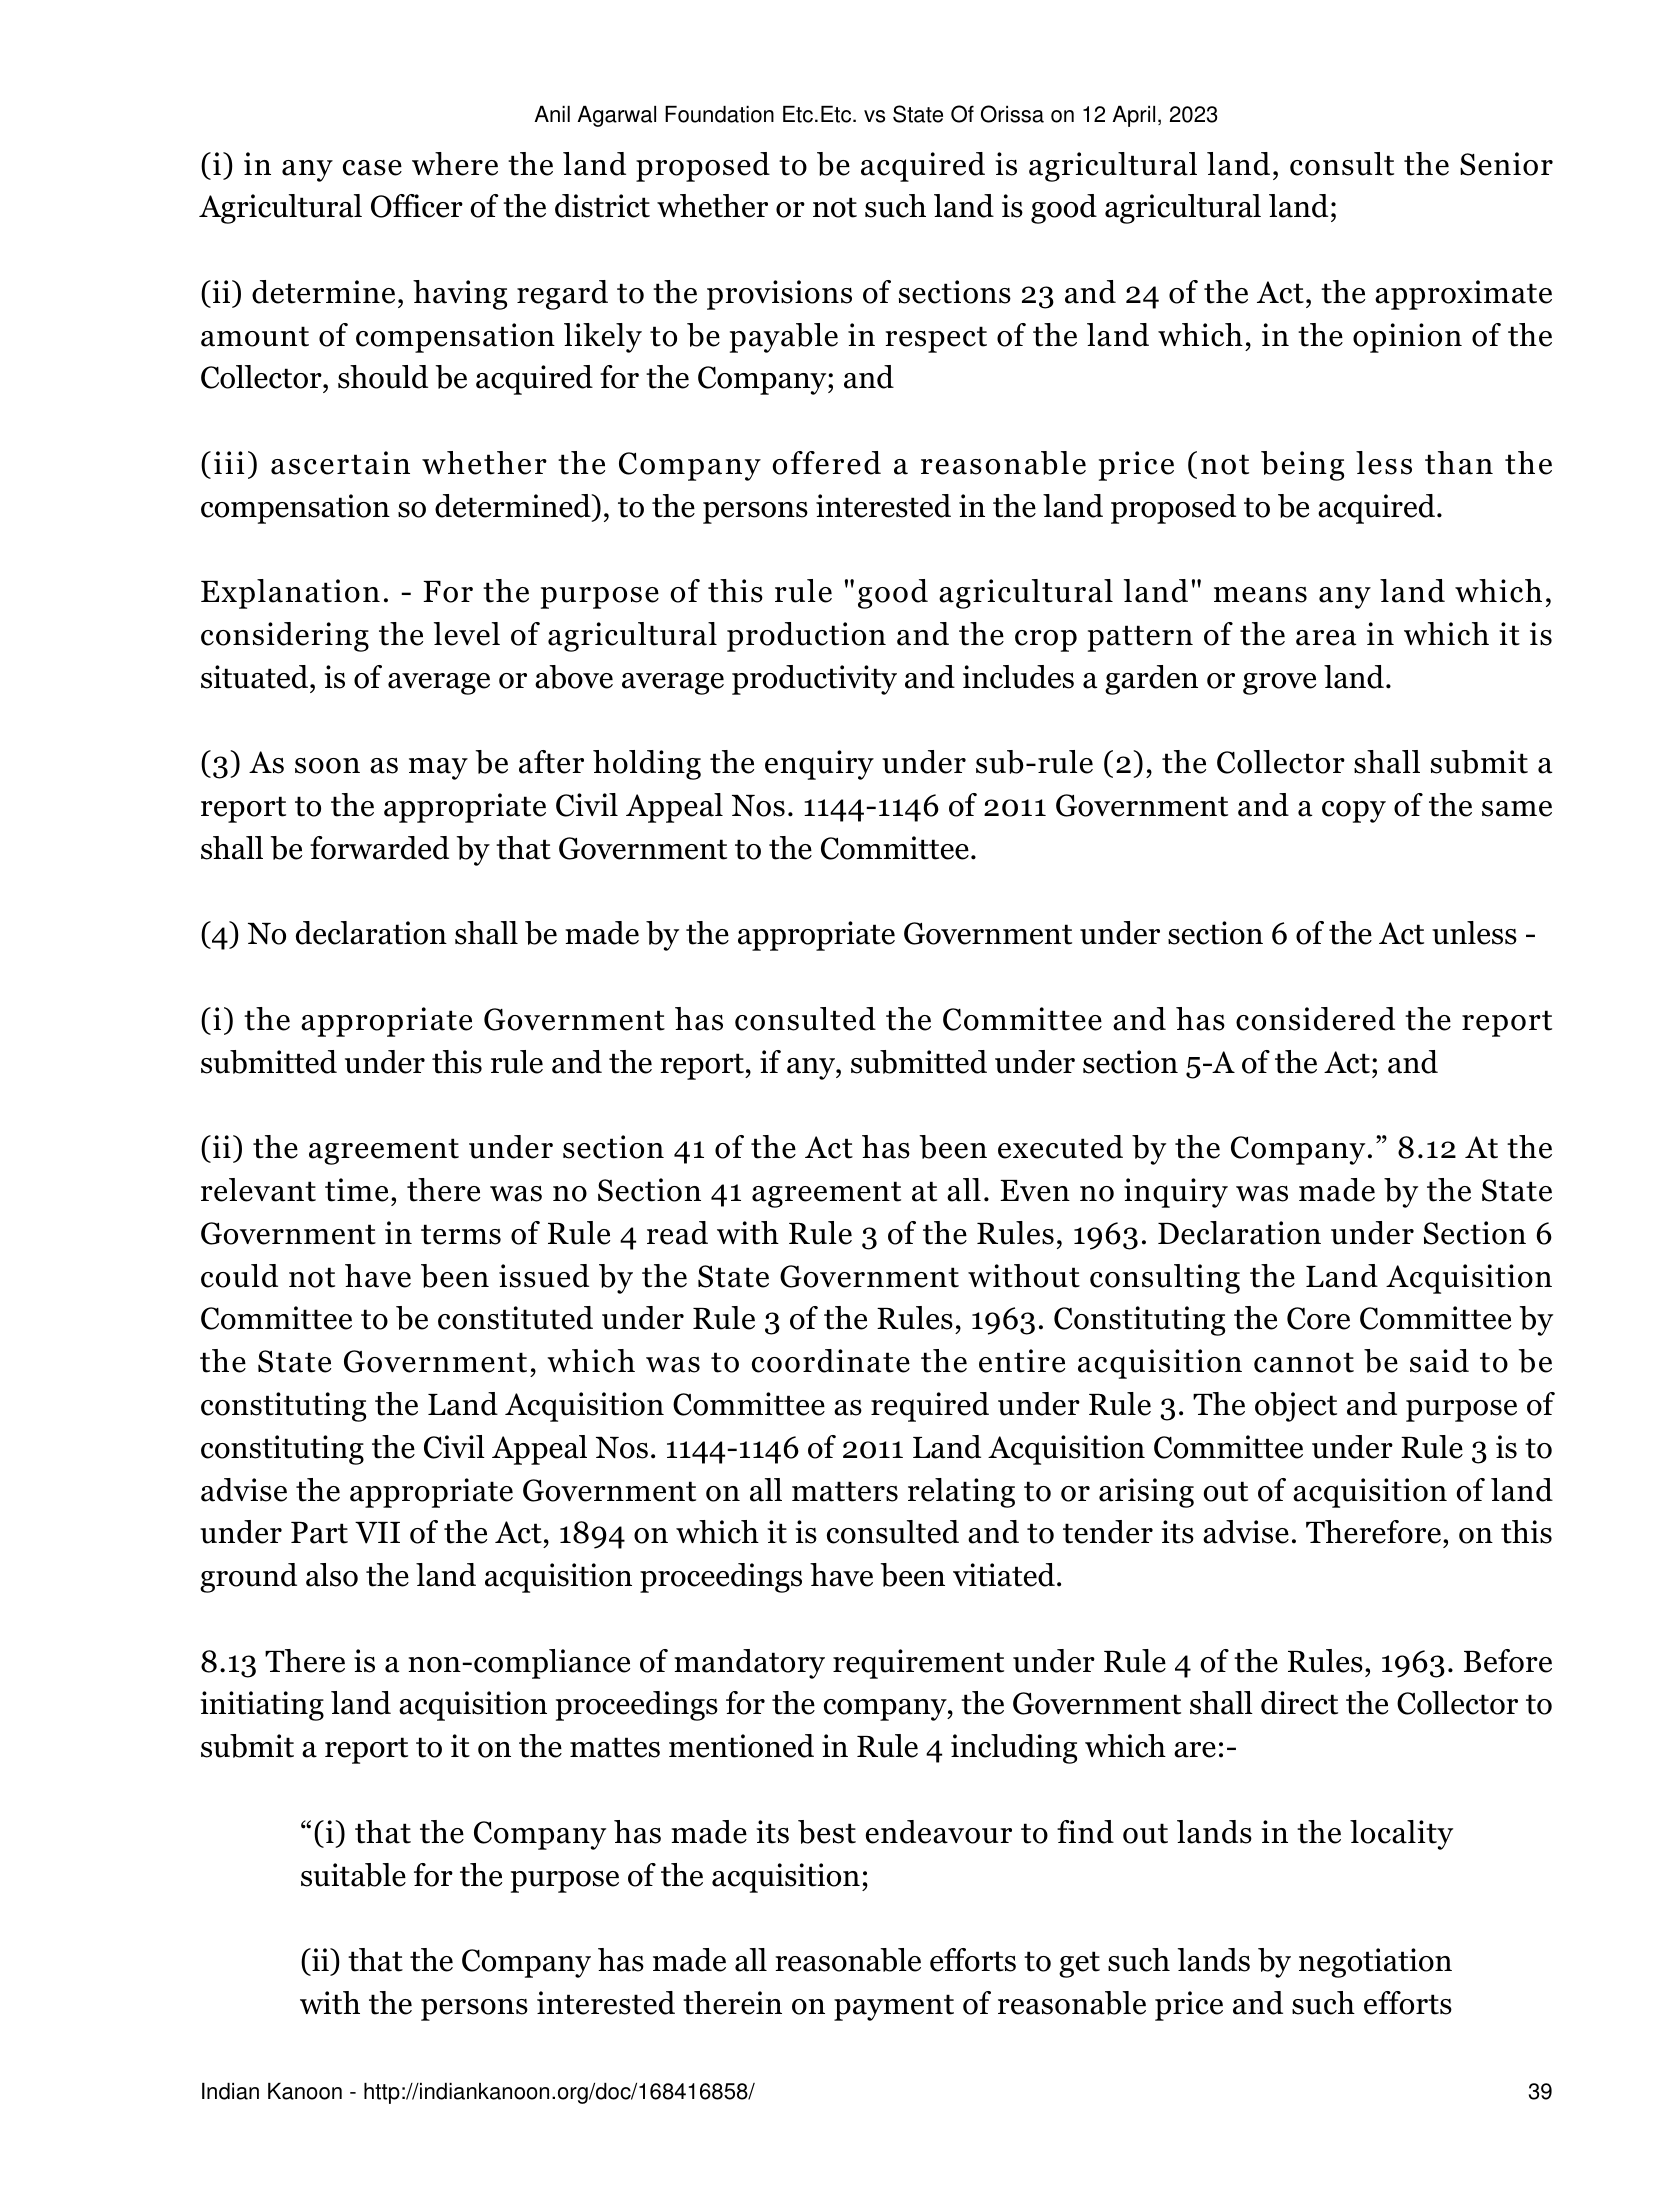 Anil Agarwal Foundation Etc.Etc. vs State Of Orissa on 12 April, 2023
(i) in any case where the land proposed to be acquired is agricultural land, consult the Senior
Agricultural Officer of the district whether or not such land is good agricultural land;
(ii) determine, having regard to the provisions of sections 23 and 24 of the Act, the approximate
amount of compensation likely to be payable in respect of the land which, in the opinion of the
Collector, should be acquired for the Company; and
(iii) ascertain whether the Company offered a reasonable price (not being less than the
compensation so determined), to the persons interested in the land proposed to be acquired.
Explanation. - For the purpose of this rule "good agricultural land" means any land which,
considering the level of agricultural production and the crop pattern of the area in which it is
situated, is of average or above average productivity and includes a garden or grove land.
(3) As soon as may be after holding the enquiry under sub-rule (2), the Collector shall submit a
report to the appropriate Civil Appeal Nos. 1144-1146 of 2011 Government and a copy of the same
shall be forwarded by that Government to the Committee.
(4) No declaration shall be made by the appropriate Government under section 6 of the Act unless -
(i) the appropriate Government has consulted the Committee and has considered the report
submitted under this rule and the report, if any, submitted under section 5-A of the Act; and
(ii) the agreement under section 41 of the Act has been executed by the Company.” 8.12 At the
relevant time, there was no Section 41 agreement at all. Even no inquiry was made by the State
Government in terms of Rule 4 read with Rule 3 of the Rules, 1963. Declaration under Section 6
could not have been issued by the State Government without consulting the Land Acquisition
Committee to be constituted under Rule 3 of the Rules, 1963. Constituting the Core Committee by
the State Government, which was to coordinate the entire acquisition cannot be said to be
constituting the Land Acquisition Committee as required under Rule 3. The object and purpose of
constituting the Civil Appeal Nos. 1144-1146 of 2011 Land Acquisition Committee under Rule 3 is to
advise the appropriate Government on all matters relating to or arising out of acquisition of land
under Part VII of the Act, 1894 on which it is consulted and to tender its advise. Therefore, on this
ground also the land acquisition proceedings have been vitiated.
8.13 There is a non-compliance of mandatory requirement under Rule 4 of the Rules, 1963. Before
initiating land acquisition proceedings for the company, the Government shall direct the Collector to
submit a report to it on the mattes mentioned in Rule 4 including which are:-
“(i) that the Company has made its best endeavour to find out lands in the locality
suitable for the purpose of the acquisition;
(ii) that the Company has made all reasonable efforts to get such lands by negotiation
with the persons interested therein on payment of reasonable price and such efforts
Indian Kanoon - http://indiankanoon.org/doc/168416858/ 39